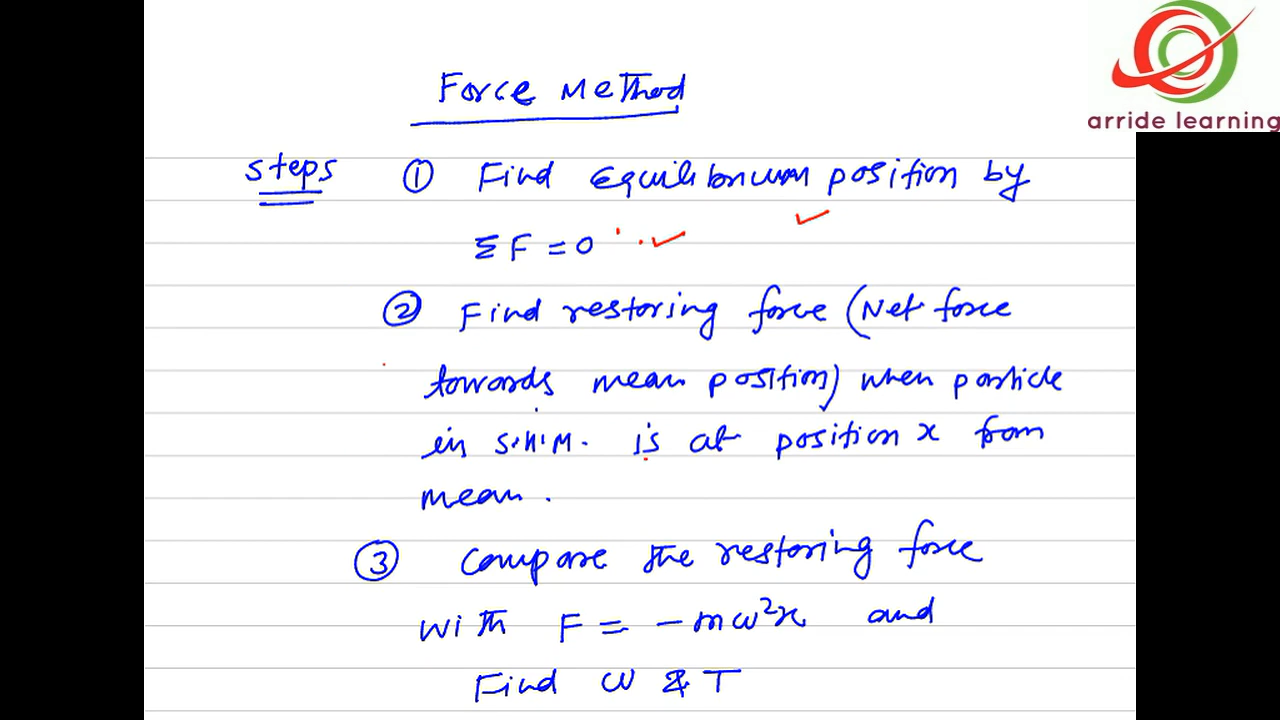 arride learning
Force Method
Steps ① Find Equilibrium position by
ΣF = 0
② Find restoring force (Net force
towards mean position) when particle
in S.H.M. is at position x from
mean.
③ Compare the restoring force
with F = -mω²x and
Find ω & T